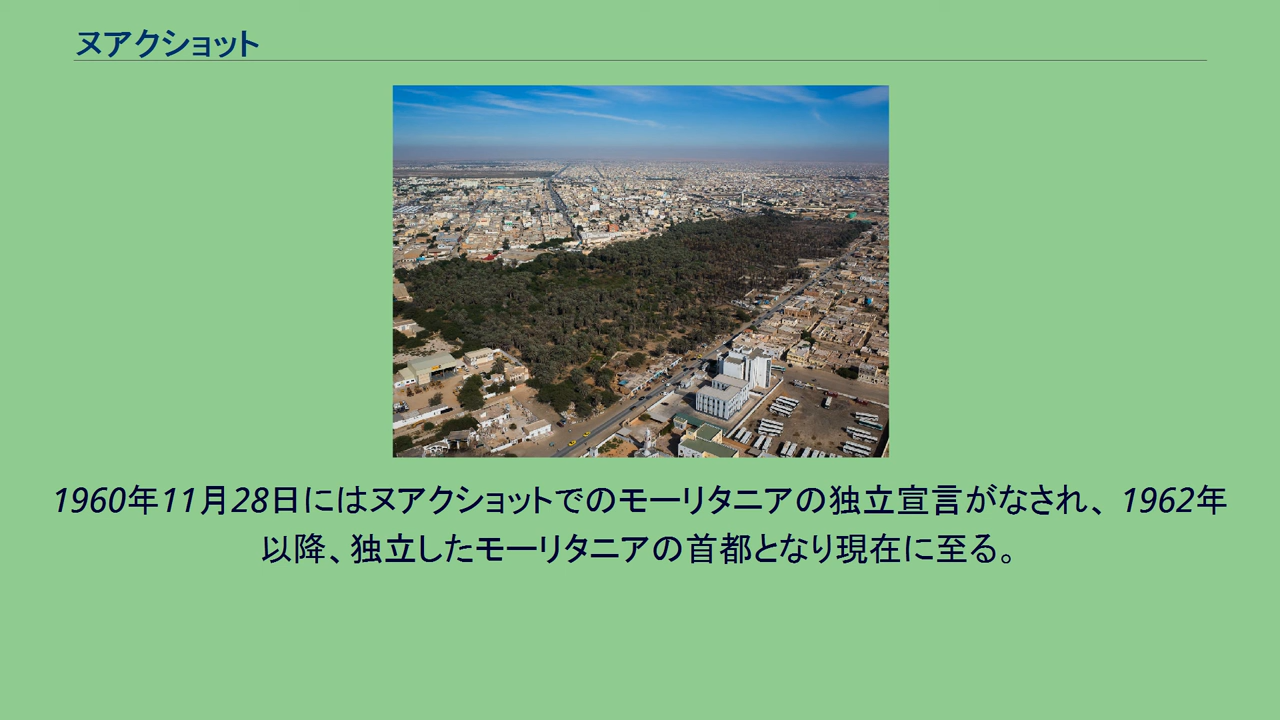 ヌアクショット
1960年11月28日にはヌアクショットでのモーリタニアの独立宣言がなされ、1962年
以降、独立したモーリタニアの首都となり現在に至る。